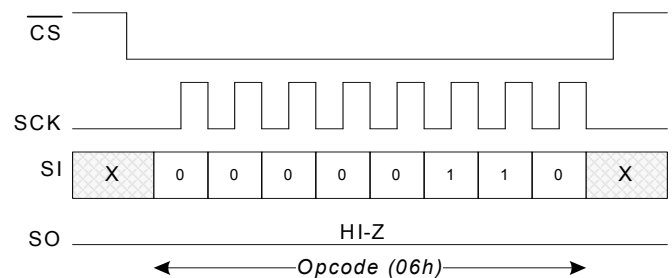 CS
SCK
SI X 0 0 0 0 0 1 1 0 X
SO HI-Z
Opcode (06h)